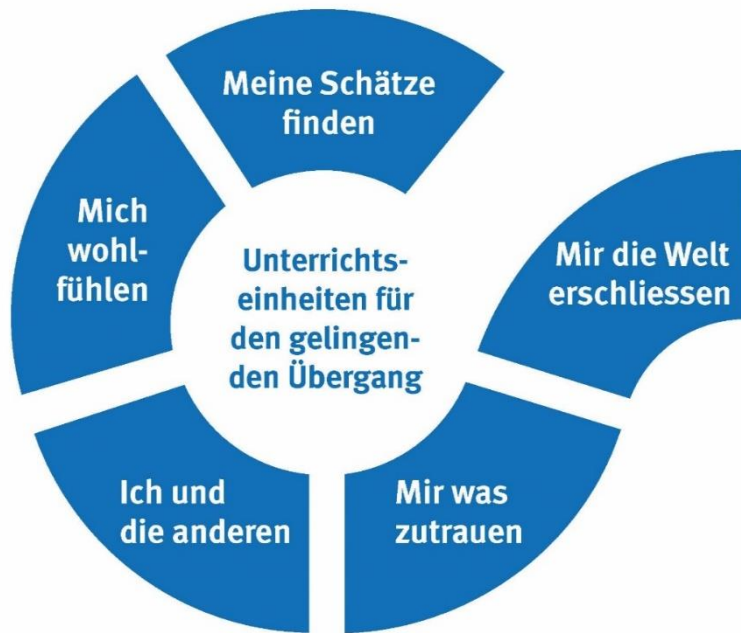 Meine Schätze
finden
Mich
wohl-
fühlen
Unterrichts-
einheiten für
den gelingen-
den Übergang
Mir die Welt
erschliessen
Ich und
die anderen
Mir was
zutrauen